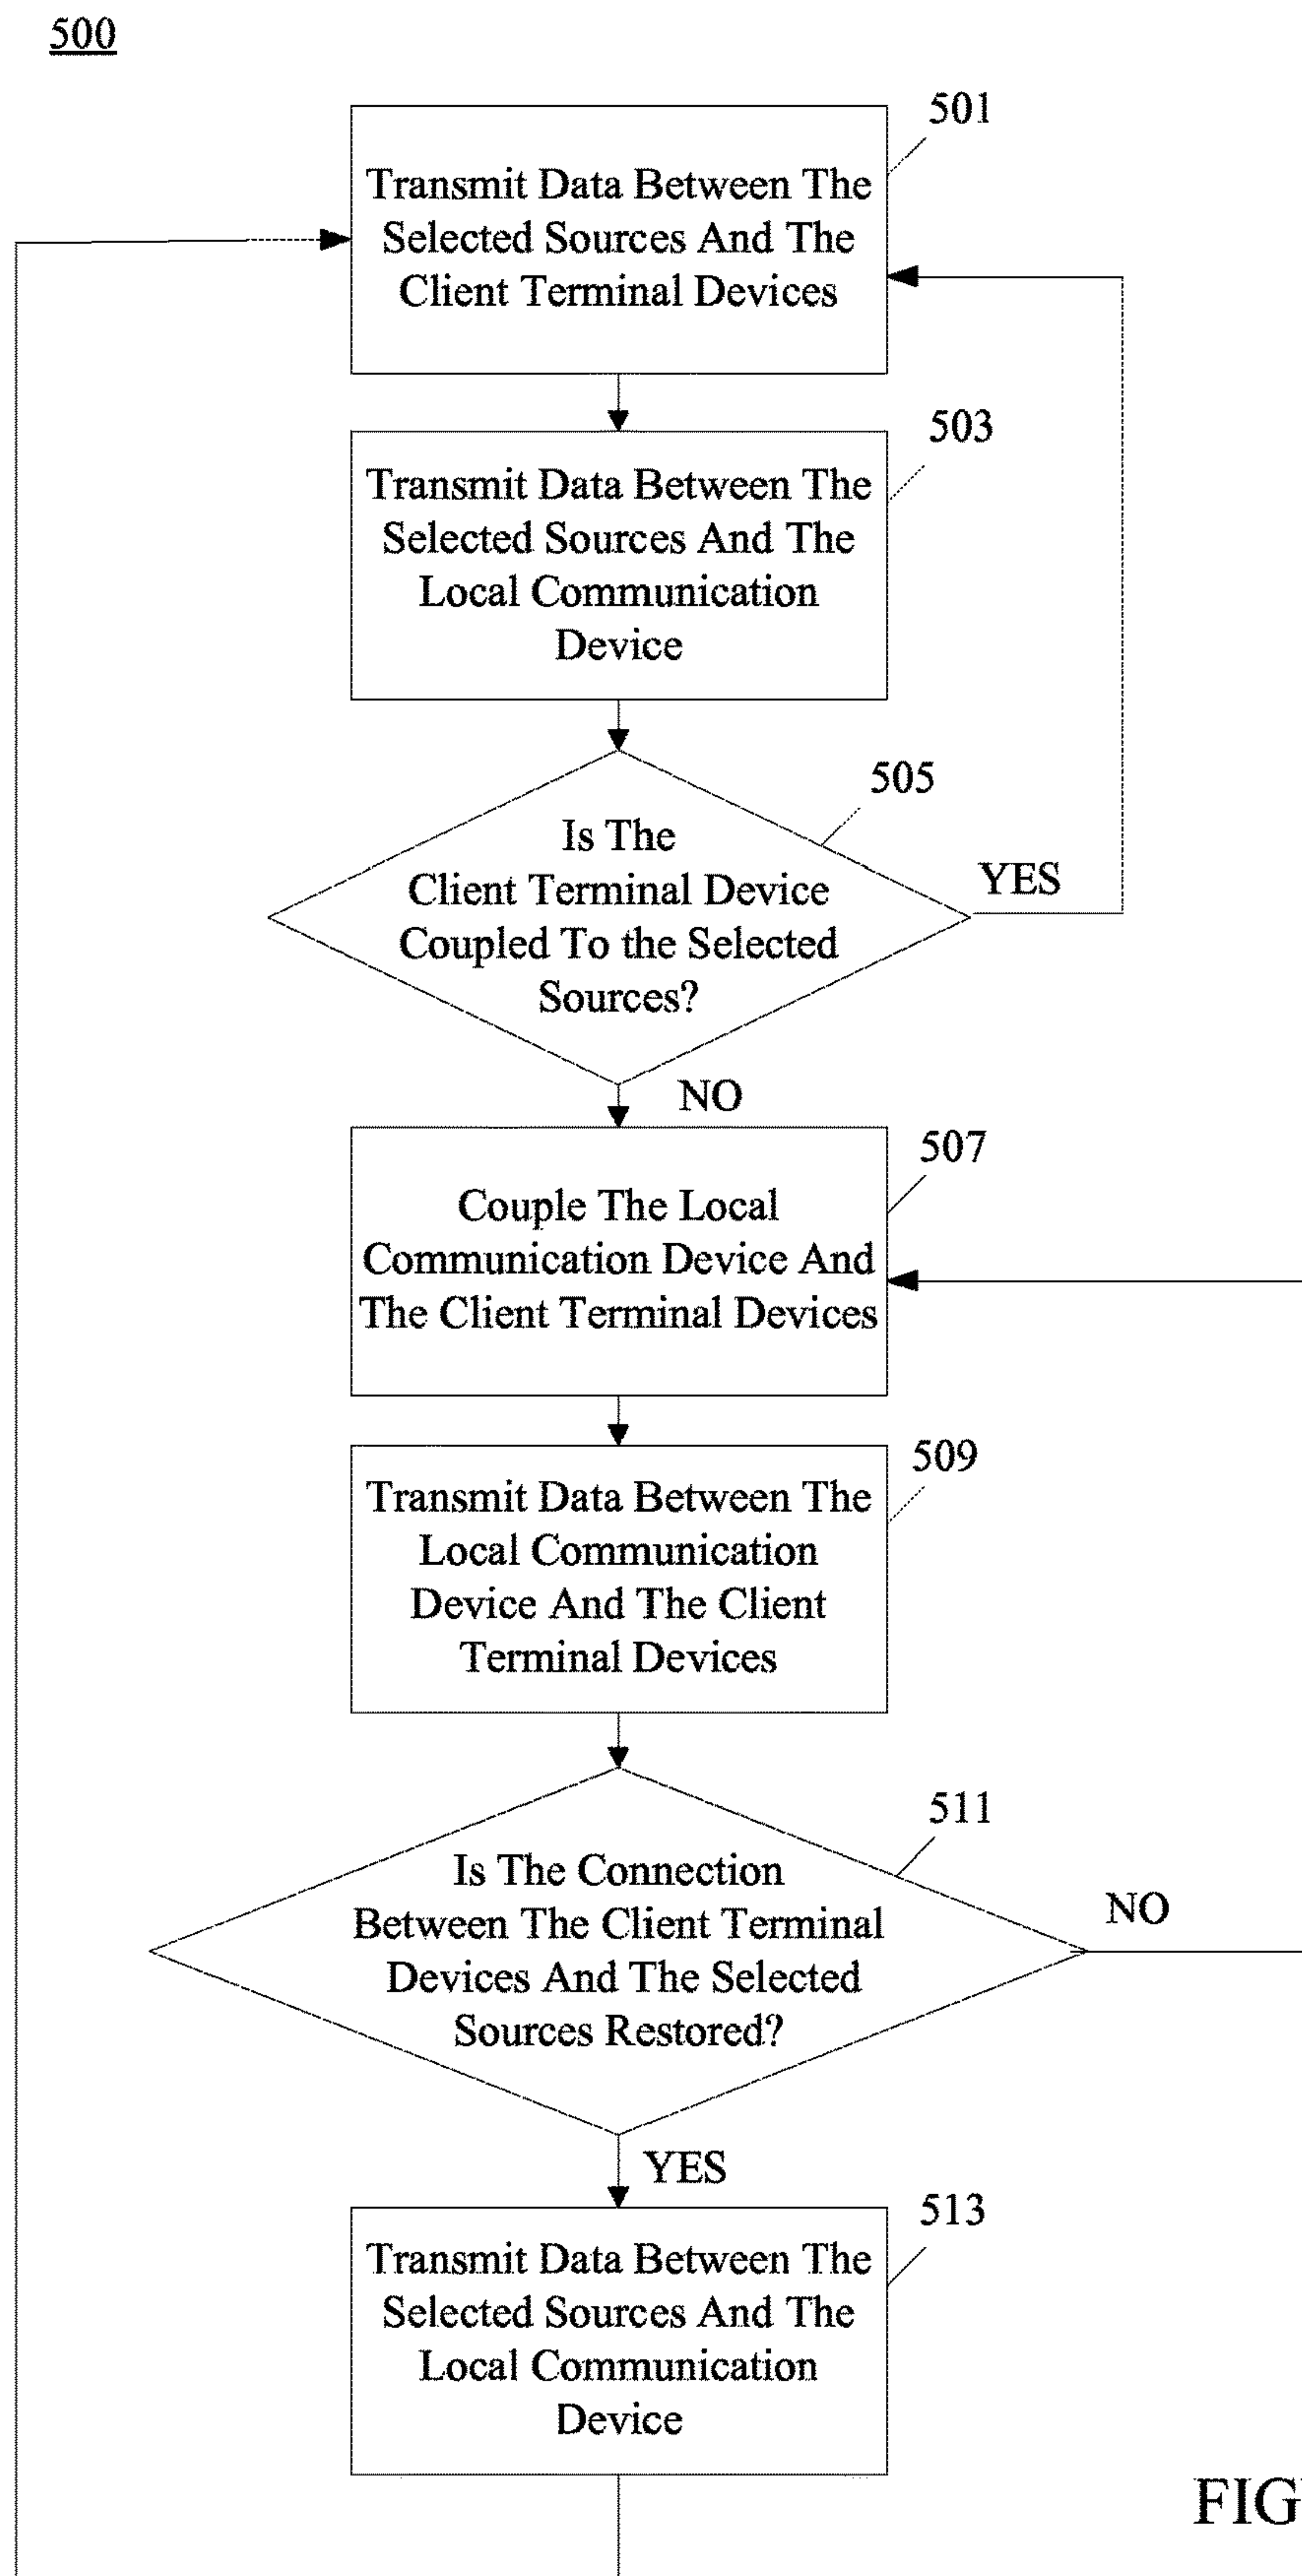 500
501
Transmit Data Between The
Selected Sources And The
Client Terminal Devices
503
Transmit Data Between The
Selected Sources And The
Local Communication
Device
505
Is The
Client Terminal Device
Coupled To the Selected
Sources?
YES
NO
507
Couple The Local
Communication Device And
The Client Terminal Devices
509
Transmit Data Between The
Local Communication
Device And The Client
Terminal Devices
511
Is The Connection
Between The Client Terminal
Devices And The Selected
Sources Restored?
NO
YES
513
Transmit Data Between The
Selected Sources And The
Local Communication
Device
FIG